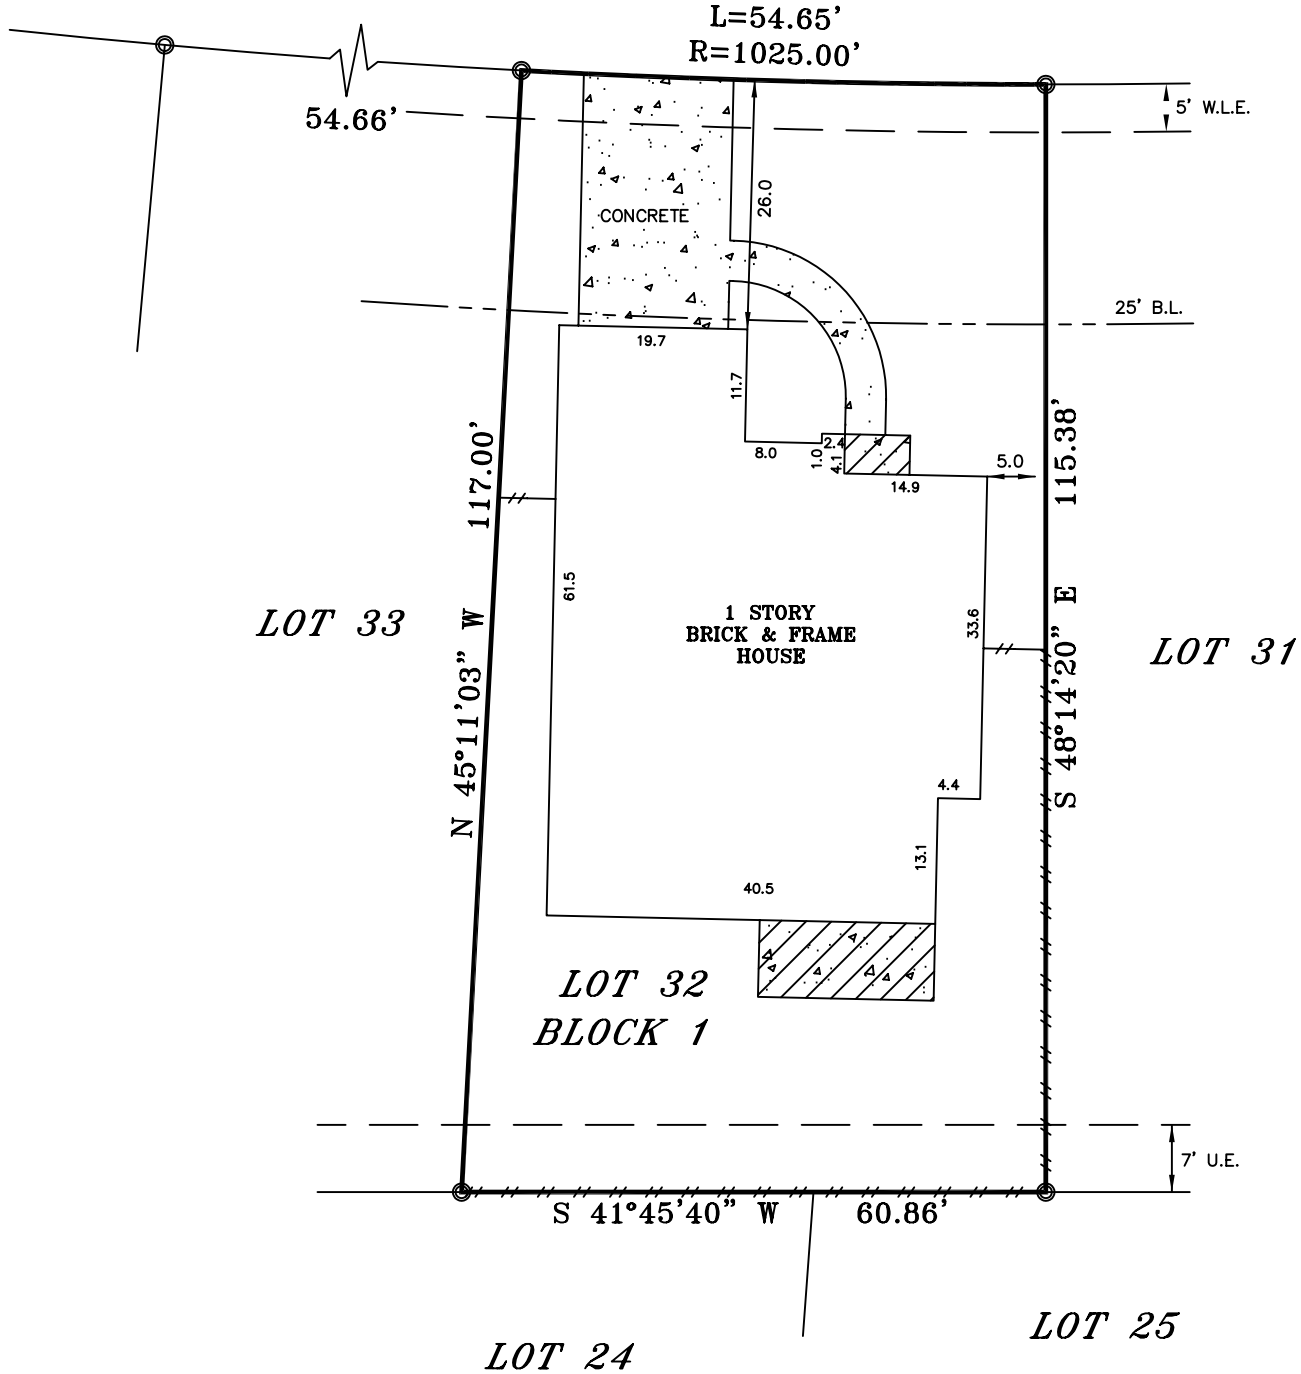 L=54.65'
R=1025.00'
54.66'
5' W.L.E.
26.0
CONCRETE
25' B.L.
19.7
11.7
8.0
2.4
1.0
4.1
14.9
5.0
N 45°11'03" W 117.00'
S 48°14'20" E 115.38'
61.5
33.6
LOT 33
1 STORY
BRICK & FRAME
HOUSE
LOT 31
4.4
13.1
40.5
LOT 32
BLOCK 1
7' U.E.
S 41°45'40" W 60.86'
LOT 25
LOT 24